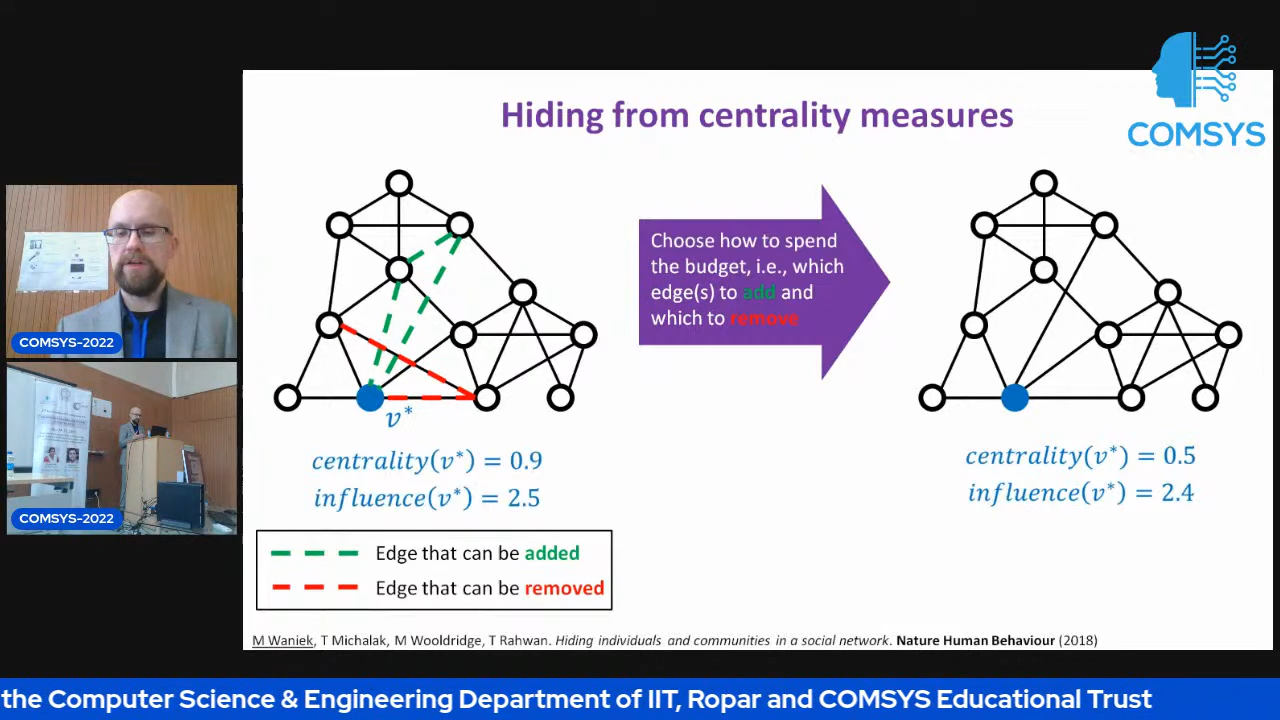 COMSYS
Hiding from centrality measures
Choose how to spend
the budget, i.e., which
edge(s) to add and
which to remove
COMSYS-2022
COMSYS-2022
v*
centrality(v*) = 0.9
influence(v*) = 2.5
centrality(v*) = 0.5
influence(v*) = 2.4
Edge that can be added
Edge that can be removed
M Waniek, T Michalak, M Wooldridge, T Rahwan. Hiding individuals and communities in a social network. Nature Human Behaviour (2018)
the Computer Science & Engineering Department of IIT, Ropar and COMSYS Educational Trust